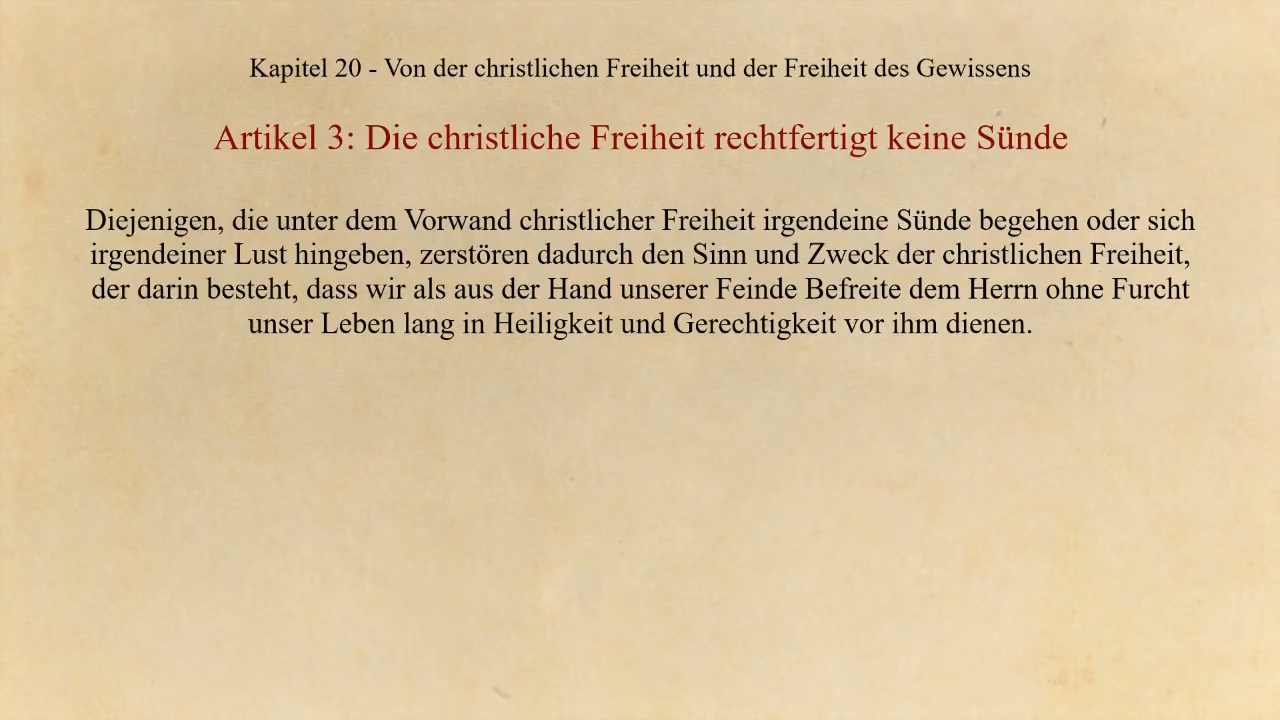 Kapitel 20 - Von der christlichen Freiheit und der Freiheit des Gewissens
Artikel 3: Die christliche Freiheit rechtfertigt keine Sünde
Diejenigen, die unter dem Vorwand christlicher Freiheit irgendeine Sünde begehen oder sich
irgendeiner Lust hingeben, zerstören dadurch den Sinn und Zweck der christlichen Freiheit,
der darin besteht, dass wir als aus der Hand unserer Feinde Befreite dem Herrn ohne Furcht
unser Leben lang in Heiligkeit und Gerechtigkeit vor ihm dienen.